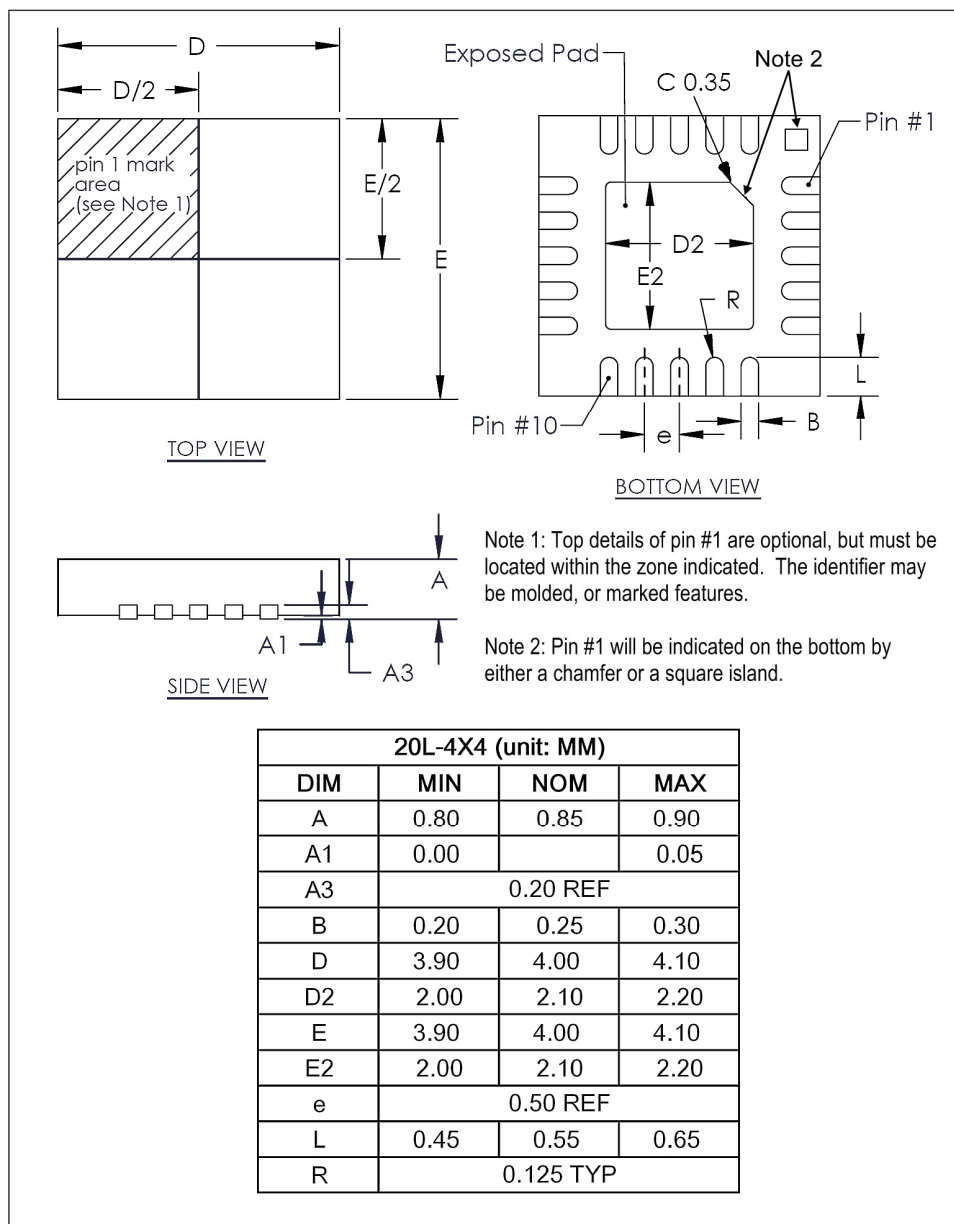 D
D/2
Exposed Pad
Note 2
C 0.35
Pin #1
pin 1 mark
area
(see Note 1)
E/2
E
D2
E2
R
L
Pin #10
e
B
TOP VIEW
BOTTOM VIEW
A
A1
A3
SIDE VIEW
Note 1: Top details of pin #1 are optional, but must be
located within the zone indicated. The identifier may
be molded, or marked features.
Note 2: Pin #1 will be indicated on the bottom by
either a chamfer or a square island.
20L-4X4 (unit: MM)
DIM MIN NOM MAX
A 0.80 0.85 0.90
A1 0.00 0.05
A3 0.20 REF
B 0.20 0.25 0.30
D 3.90 4.00 4.10
D2 2.00 2.10 2.20
E 3.90 4.00 4.10
E2 2.00 2.10 2.20
e 0.50 REF
L 0.45 0.55 0.65
R 0.125 TYP